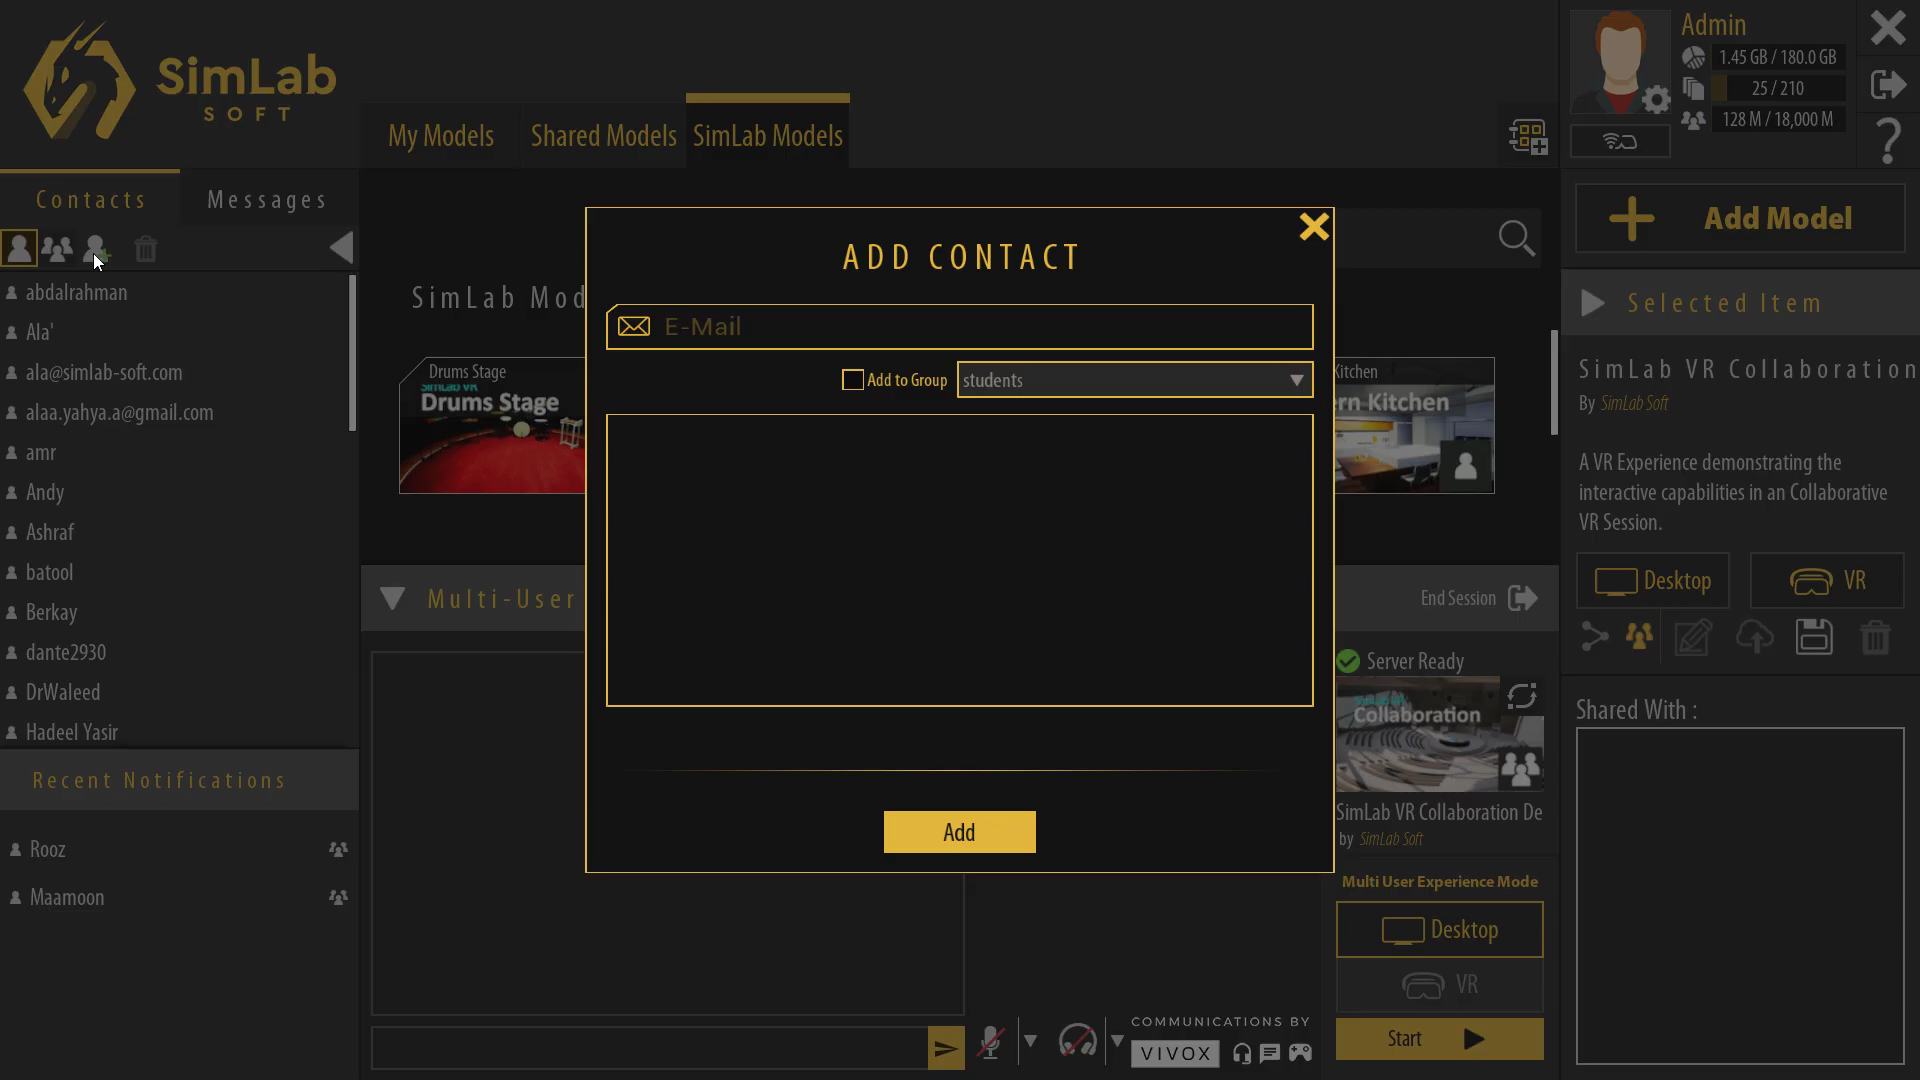 SimLab
SOFT
My Models
Shared Models
SimLab Models
Admin
1.45 GB / 180.0 GB
25 / 210
128 M / 18,000 M
Contacts
Messages
abdalrahman
Ala'
ala@simlab-soft.com
alaa.yahya.a@gmail.com
amr
Andy
Ashraf
batool
Berkay
dante2930
DrWaleed
Hadeel Yasir
Recent Notifications
Rooz
Maamoon
SimLab Mod
Drums Stage
SimLab VR
Drums Stage
Kitchen
rn Kitchen
ADD CONTACT
E-Mail
Add to Group
students
Add
Multi-User
End Session
Server Ready
Collaboration
SimLab VR Collaboration De
by SimLab Soft
Multi User Experience Mode
Desktop
VR
Start
COMMUNICATIONS BY
VIVOX
Add Model
Selected Item
SimLab VR Collaboration
By SimLab Soft
A VR Experience demonstrating the
interactive capabilities in an Collaborative
VR Session.
Desktop
VR
Shared With :